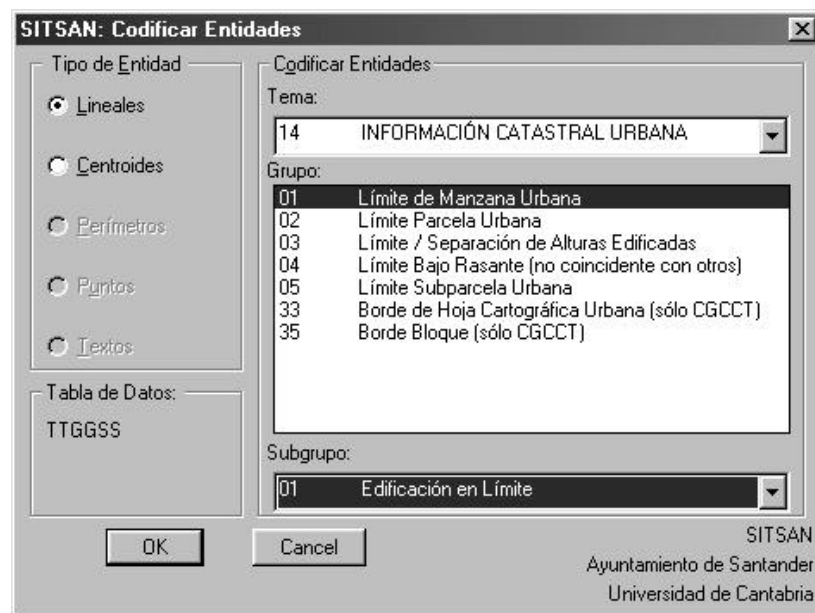 SITSAN: Codificar Entidades
Tipo de Entidad
Lineales
Centroides
Perímetros
Puntos
Textos
Tabla de Datos:
TTGGSS
Codificar Entidades
Tema:
14 INFORMACIÓN CATASTRAL URBANA
Grupo:
01 Límite de Manzana Urbana
02 Límite Parcela Urbana
03 Límite / Separación de Alturas Edificadas
04 Límite Bajo Rasante (no coincidente con otros)
05 Límite Subparcela Urbana
33 Borde de Hoja Cartográfica Urbana (sólo CGCCT)
35 Borde Bloque (sólo CGCCT)
Subgrupo:
01 Edificación en Límite
OK
Cancel
SITSAN
Ayuntamiento de Santander
Universidad de Cantabria